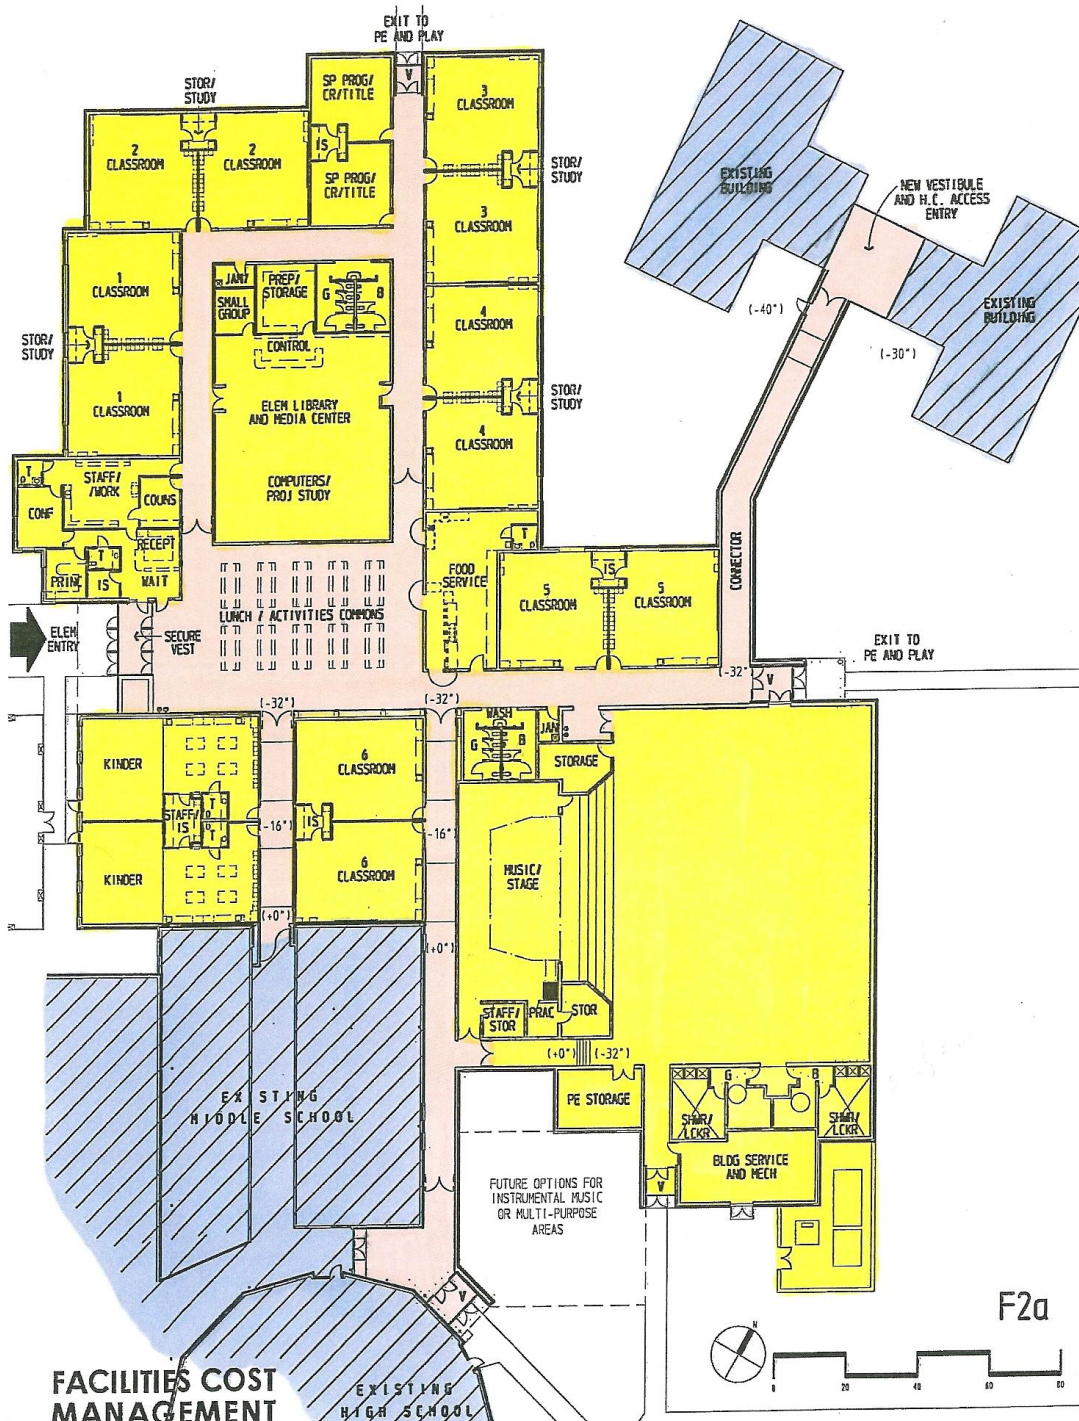 EXIT TO
PE AND PLAY
V
SP PROG/
CR/TITLE
3
CLASSROOM
STOR/
STUDY
2
CLASSROOM
2
CLASSROOM
IS
SP PROG/
CR/TITLE
STOR/
STUDY
3
CLASSROOM
EXISTING
BUILDING
NEW VESTIBULE
AND H.C. ACCESS
ENTRY
1
CLASSROOM
JAN
PREP/
STORAGE
G
B
SMALL
GROUP
(-40")
EXISTING
BUILDING
4
CLASSROOM
STOR/
STUDY
CONTROL
(-30")
1
CLASSROOM
ELEM LIBRARY
AND MEDIA CENTER
STOR/
STUDY
4
CLASSROOM
T
STAFF/
/WORK
COMPUTERS/
PROJ STUDY
CONF
COUNS
RECEPT
T
T
PRINC
IS
WAIT
FOOD
SERVICE
IS
5
CLASSROOM
5
CLASSROOM
CONNECTOR
LUNCH / ACTIVITIES COMMONS
ELEM
ENTRY
SECURE
VEST
EXIT TO
PE AND PLAY
(-32")
V
(-32")
(-32")
WASH
G
B
JAN
KINDER
6
CLASSROOM
STORAGE
STAFF/
IS
T
T
(-16")
IS
(-16")
KINDER
6
CLASSROOM
MUSIC/
STAGE
(+0")
(+0")
STAFF/
STOR
PRAC
STOR
(+0")
(-32")
EXISTING
MIDDLE SCHOOL
PE STORAGE
G
B
SHWR/
LCKR
SHWR/
LCKR
BLDG SERVICE
AND MECH
V
FUTURE OPTIONS FOR
INSTRUMENTAL MUSIC
OR MULTI-PURPOSE
AREAS
V
F2a
N
0 20 40 60 80
FACILITIES COST
MANAGEMENT
EXISTING
HIGH SCHOOL